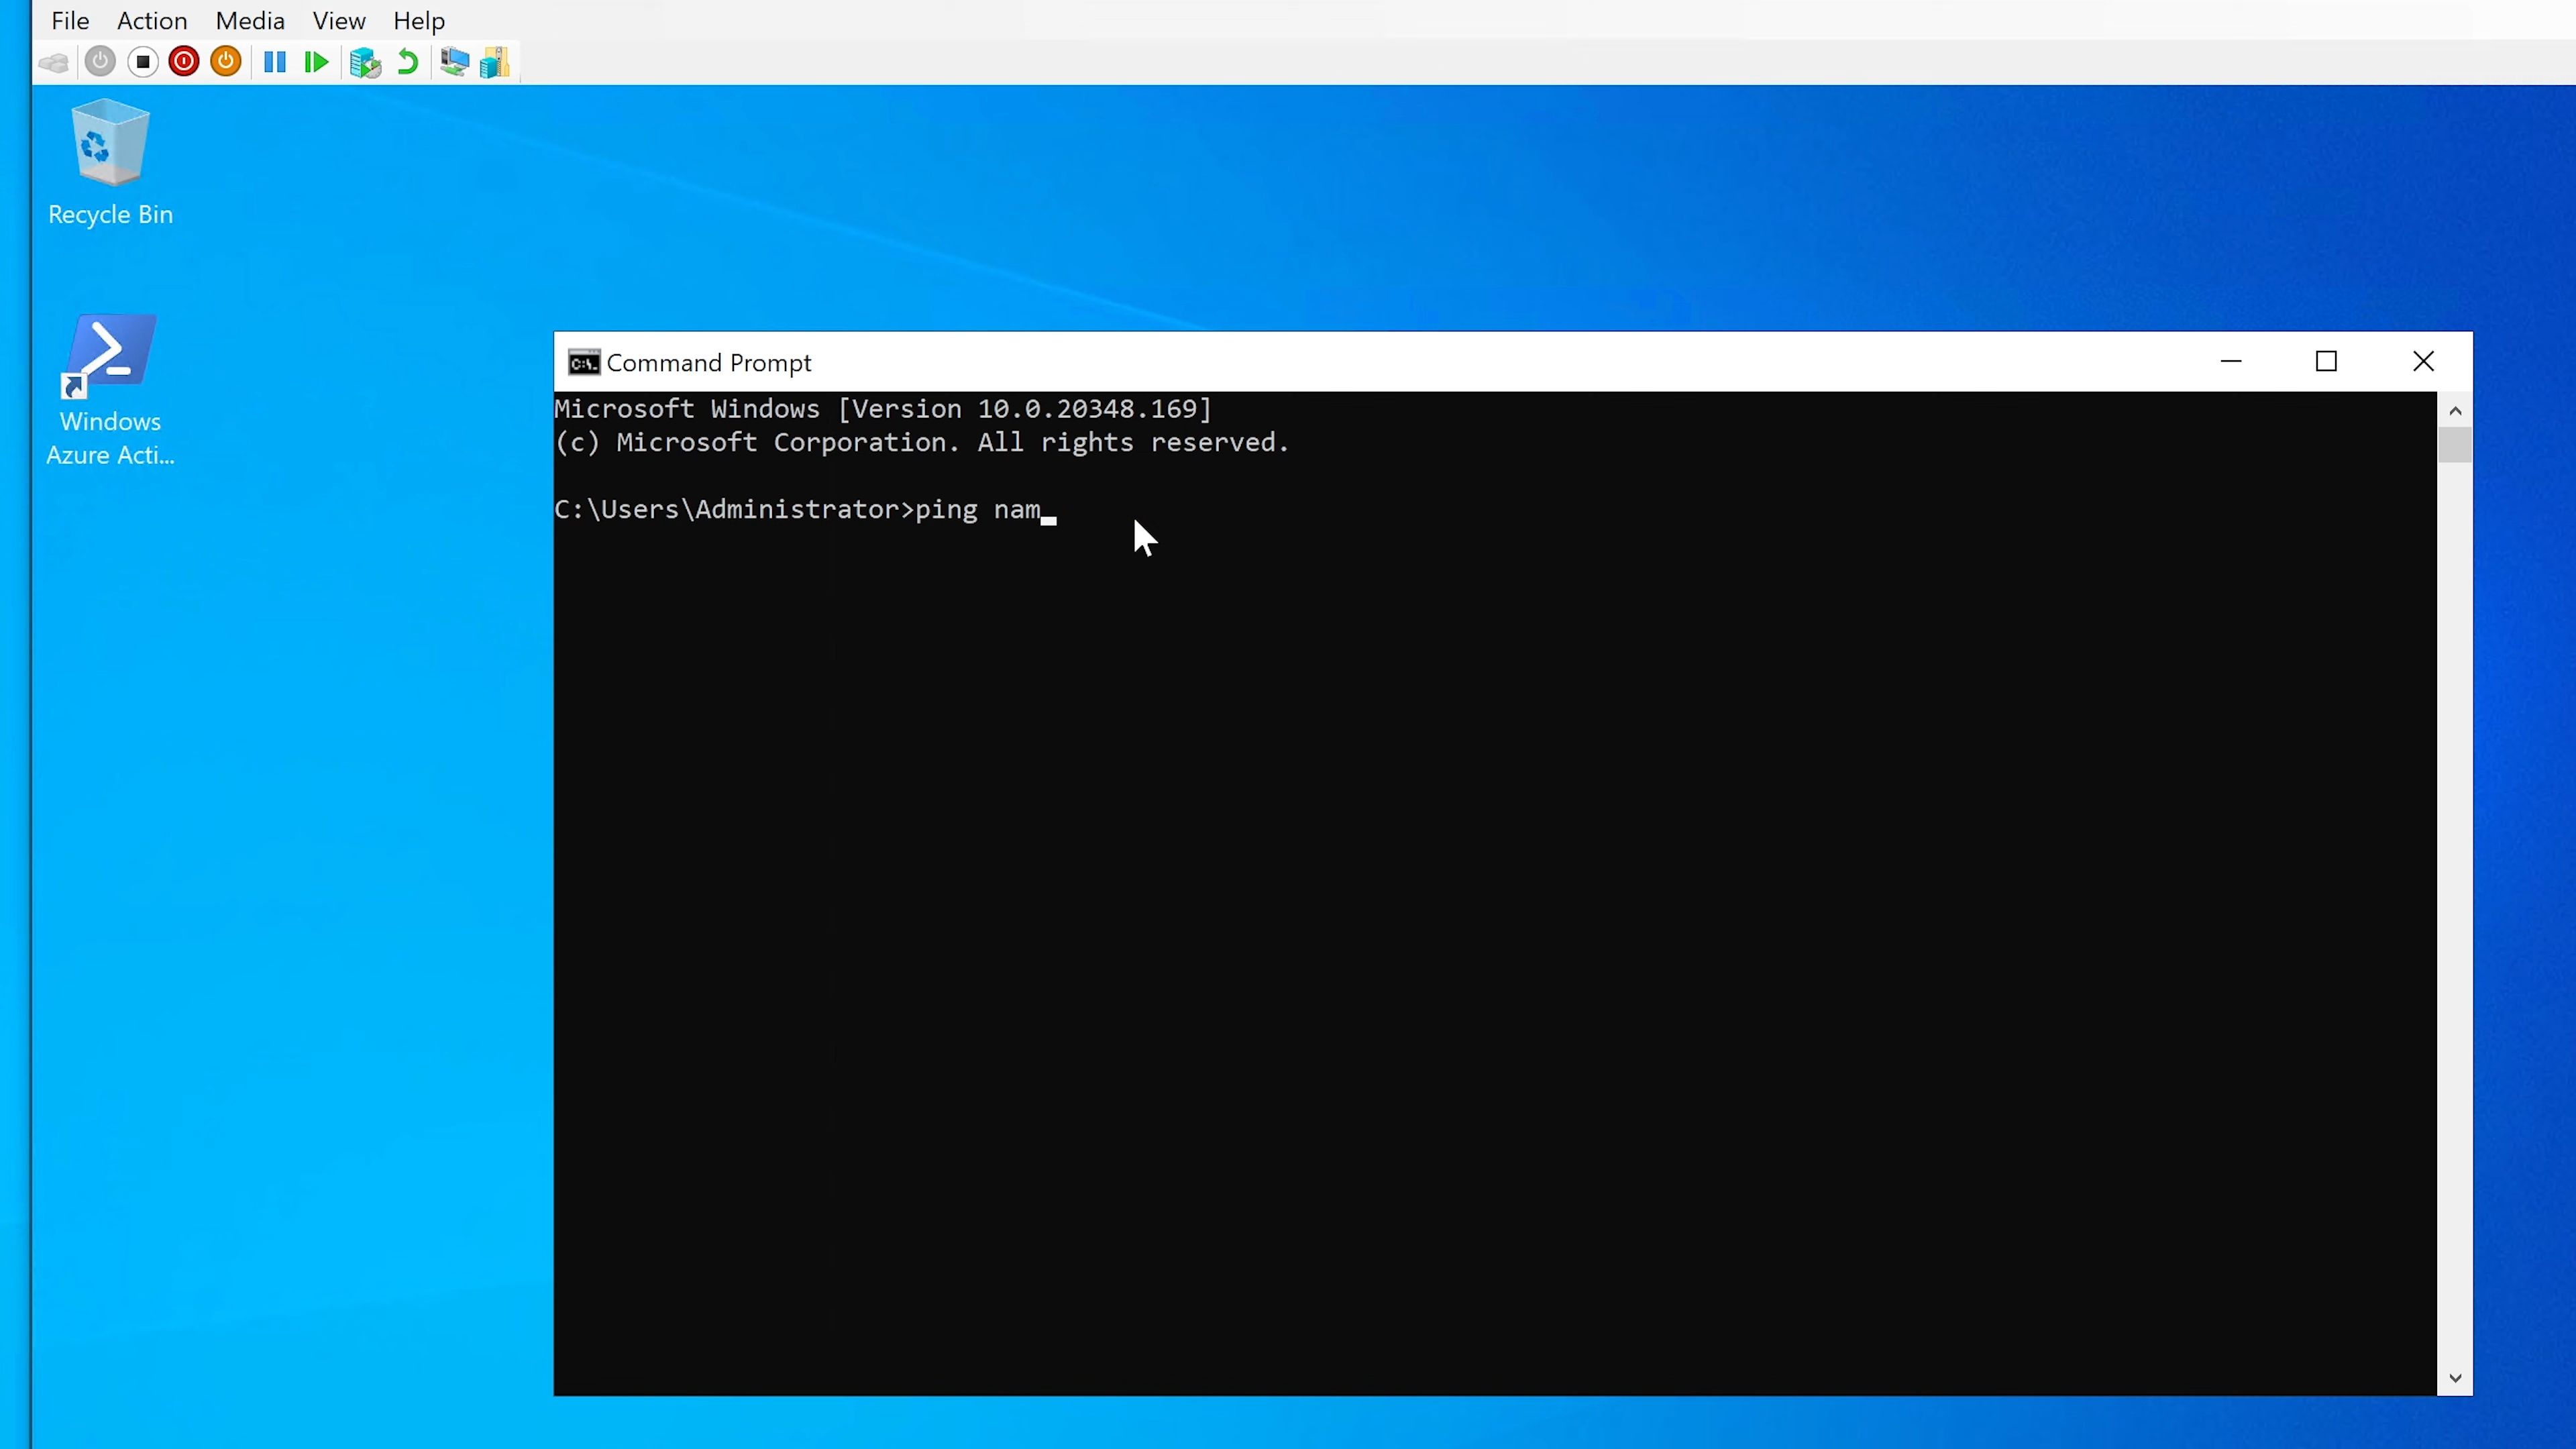 File Action Media View Help
Recycle Bin
Windows
Azure Acti...
Command Prompt
Microsoft Windows [Version 10.0.20348.169]
(c) Microsoft Corporation. All rights reserved.
C:\Users\Administrator>ping nam_